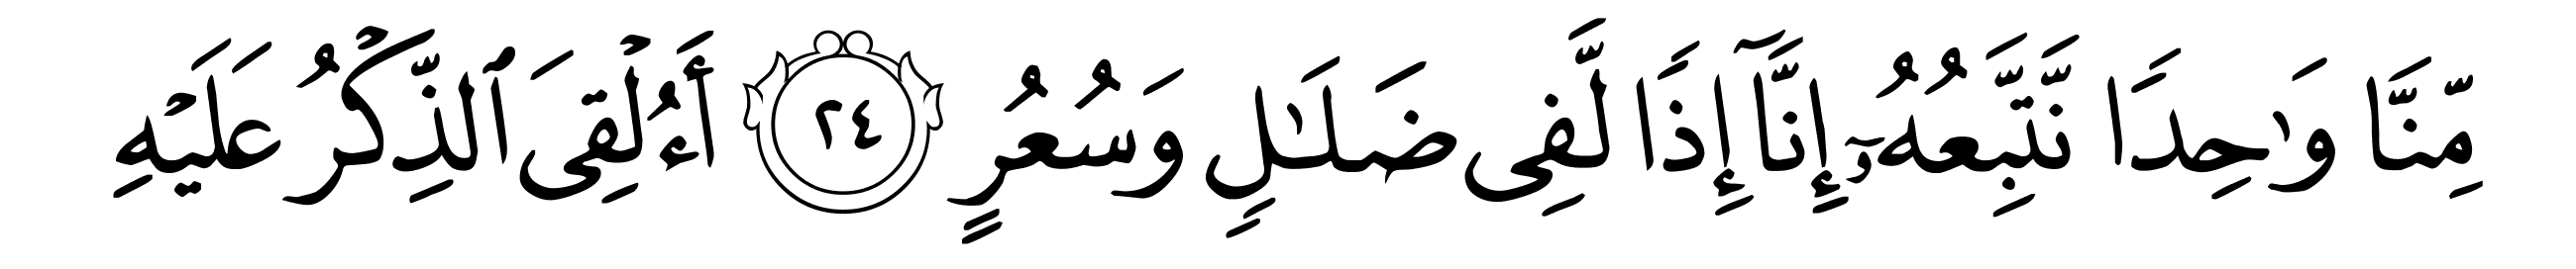 مِّنَّا وَٰحِدًا نَّتَّبِعُهُۥٓ إِنَّآ إِذًا لَّفِى ضَلَـٰلٍ وَسُعُرٍ ٢٤ أَءُلْقِىَ ٱلذِّكْرُ عَلَيْهِ